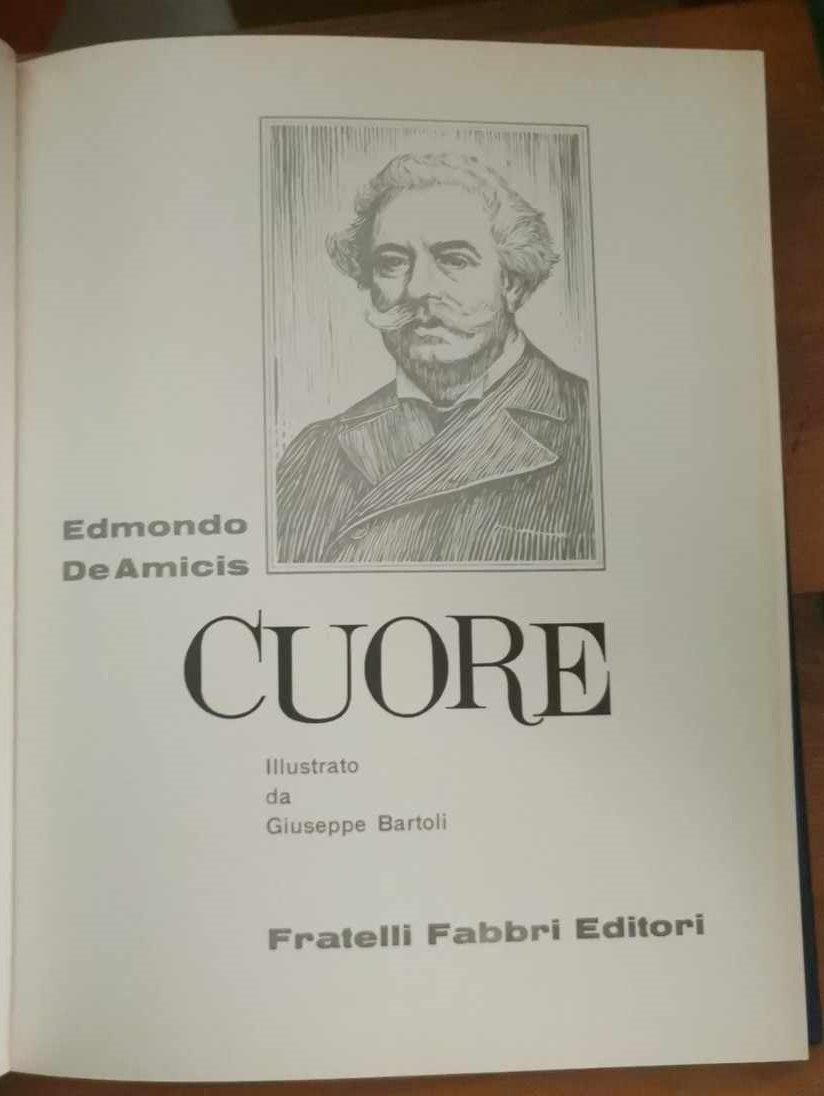 Edmondo
De Amicis
CUORE
Illustrato
da
Giuseppe Bartoli
Fratelli Fabbri Editori